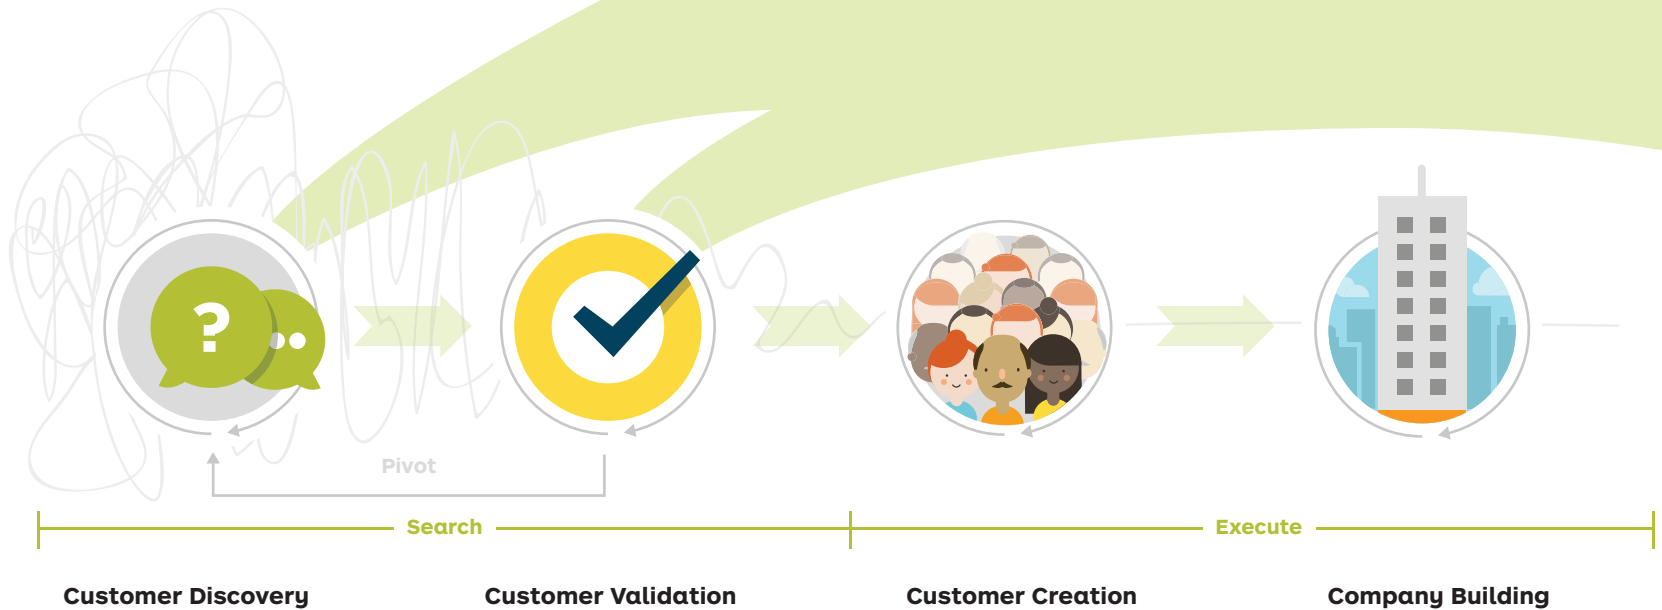 ?
Pivot
Search
Execute
Customer Discovery
Customer Validation
Customer Creation
Company Building